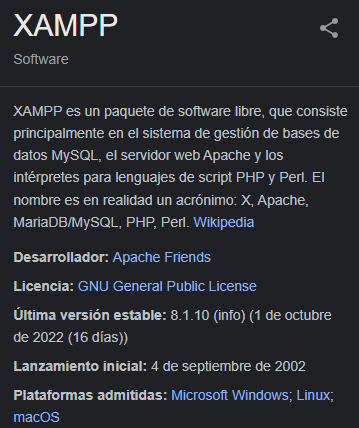 XAMPP
Software
XAMPP es un paquete de software libre, que consiste
principalmente en el sistema de gestión de bases de
datos MySQL, el servidor web Apache y los
intérpretes para lenguajes de script PHP y Perl. El
nombre es en realidad un acrónimo: X, Apache,
MariaDB/MySQL, PHP, Perl. Wikipedia
Desarrollador: Apache Friends
Licencia: GNU General Public License
Última versión estable: 8.1.10 (info) (1 de octubre
de 2022 (16 días))
Lanzamiento inicial: 4 de septiembre de 2002
Plataformas admitidas: Microsoft Windows; Linux;
macOS